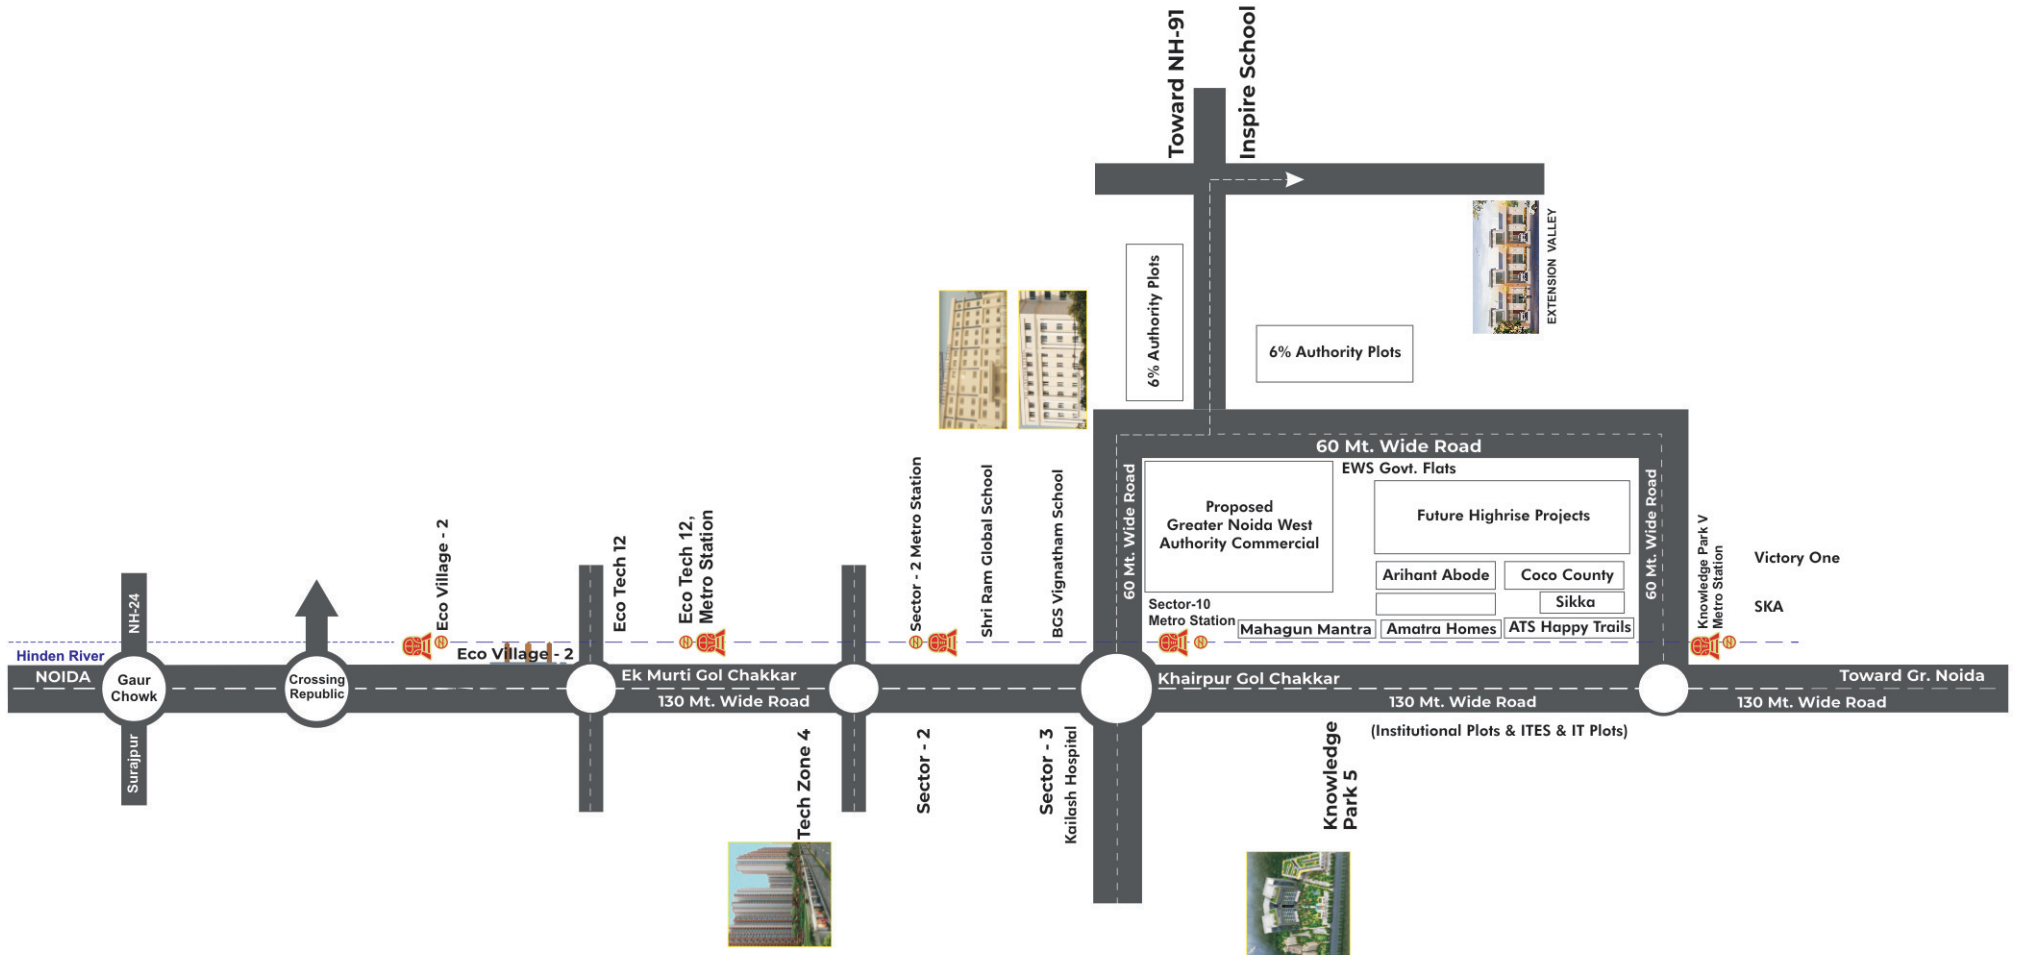 Toward NH-91
Inspire School
EXTENSION VALLEY
6% Authority Plots
6% Authority Plots
60 Mt. Wide Road
60 Mt. Wide Road
60 Mt. Wide Road
EWS Govt. Flats
Proposed
Greater Noida West
Authority Commercial
Future Highrise Projects
Arihant Abode
Coco County
Sikka
Sector-10
Metro Station
Mahagun Mantra
Amatra Homes
ATS Happy Trails
Knowledge Park V
Metro Station
Victory One
SKA
NH-24
Eco Village - 2
Eco Tech 12
Eco Tech 12,
Metro Station
Sector - 2 Metro Station
Shri Ram Global School
BGS Vignatham School
Hinden River
Eco Village - 2
NOIDA
Gaur
Chowk
Crossing
Republic
Ek Murti Gol Chakkar
130 Mt. Wide Road
Khairpur Gol Chakkar
130 Mt. Wide Road
Toward Gr. Noida
130 Mt. Wide Road
(Institutional Plots & ITES & IT Plots)
Surajpur
Tech Zone 4
Sector - 2
Sector - 3
Kailash Hospital
Knowledge
Park 5